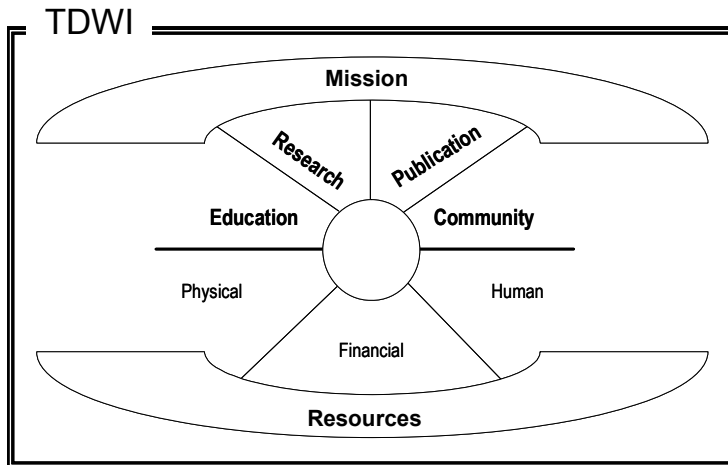 TDWI
Mission
Research
Publication
Education
Community
Physical
Human
Financial
Resources